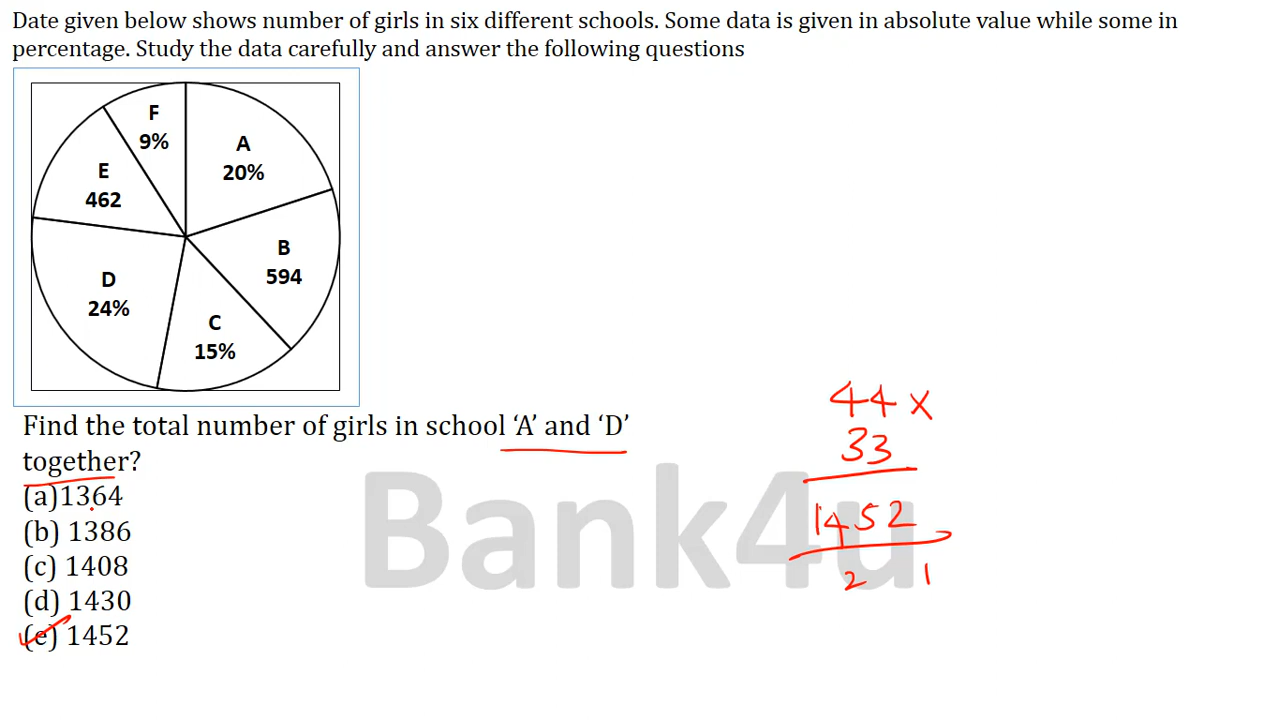 Date given below shows number of girls in six different schools. Some data is given in absolute value while some in
percentage. Study the data carefully and answer the following questions
F
9%
A
20%
E
462
B
594
D
24%
C
15%
Find the total number of girls in school ‘A’ and ‘D’
together?
(a)1364
(b) 1386
(c) 1408
(d) 1430
(e) 1452
44 x
33
1452
2 1
Bank4u